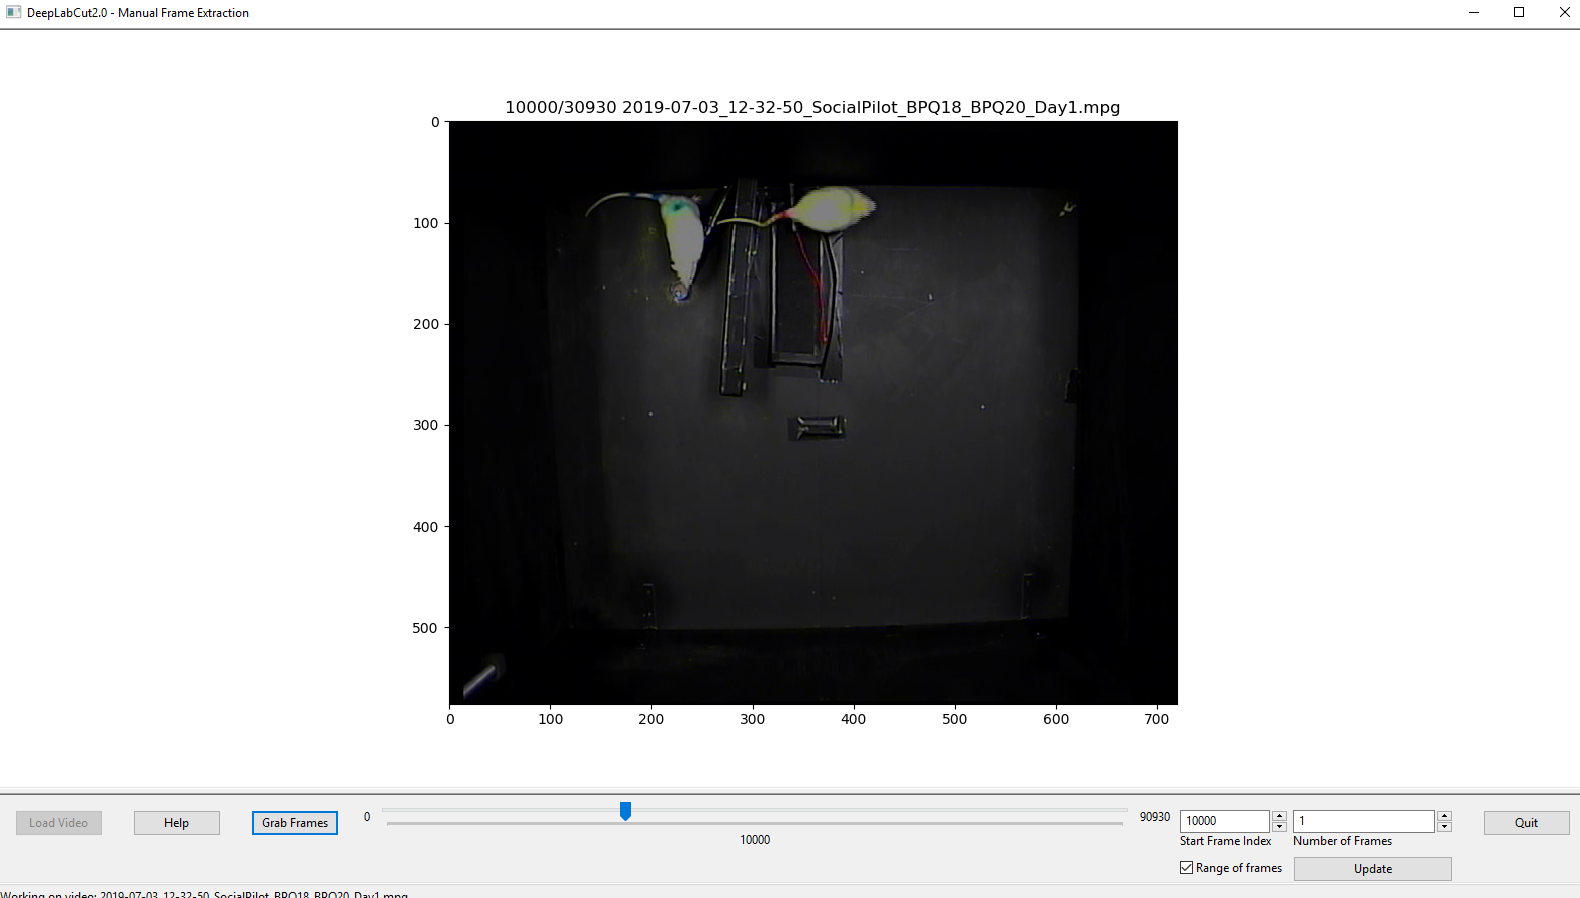 DeepLabCut2.0 - Manual Frame Extraction
10000/30930 2019-07-03_12-32-50_SocialPilot_BPQ18_BPQ20_Day1.mpg
0
100
200
300
400
500
0 100 200 300 400 500 600 700
Load Video Help Grab Frames 0 90930 10000 1 Quit
10000 Start Frame Index Number of Frames
Range of frames Update
Working on video: 2019-07-03_12-32-50_SocialPilot_BPQ18_BPQ20_Day1.mpg